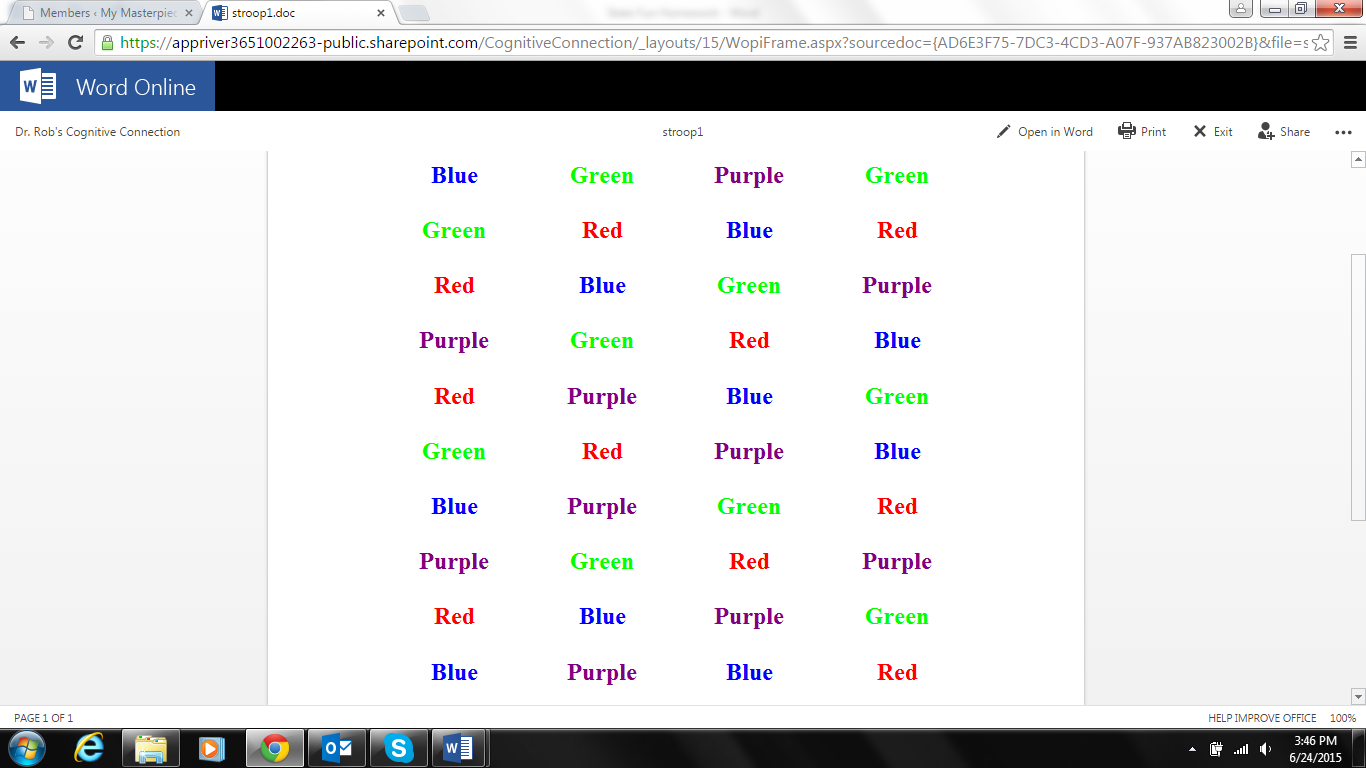 Members ‹ My Masterpiec
stroop1.doc
https://appriver3651002263-public.sharepoint.com/CognitiveConnection/_layouts/15/WopiFrame.aspx?sourcedoc={AD6E3F75-7DC3-4CD3-A07F-937AB823002B}&file=s
Word Online
Dr. Rob's Cognitive Connection stroop1 Open in Word Print Exit Share
Blue Green Purple Green
Green Red Blue Red
Red Blue Green Purple
Purple Green Red Blue
Red Purple Blue Green
Green Red Purple Blue
Blue Purple Green Red
Purple Green Red Purple
Red Blue Purple Green
Blue Purple Blue Red
PAGE 1 OF 1 HELP IMPROVE OFFICE 100%
3:46 PM
6/24/2015